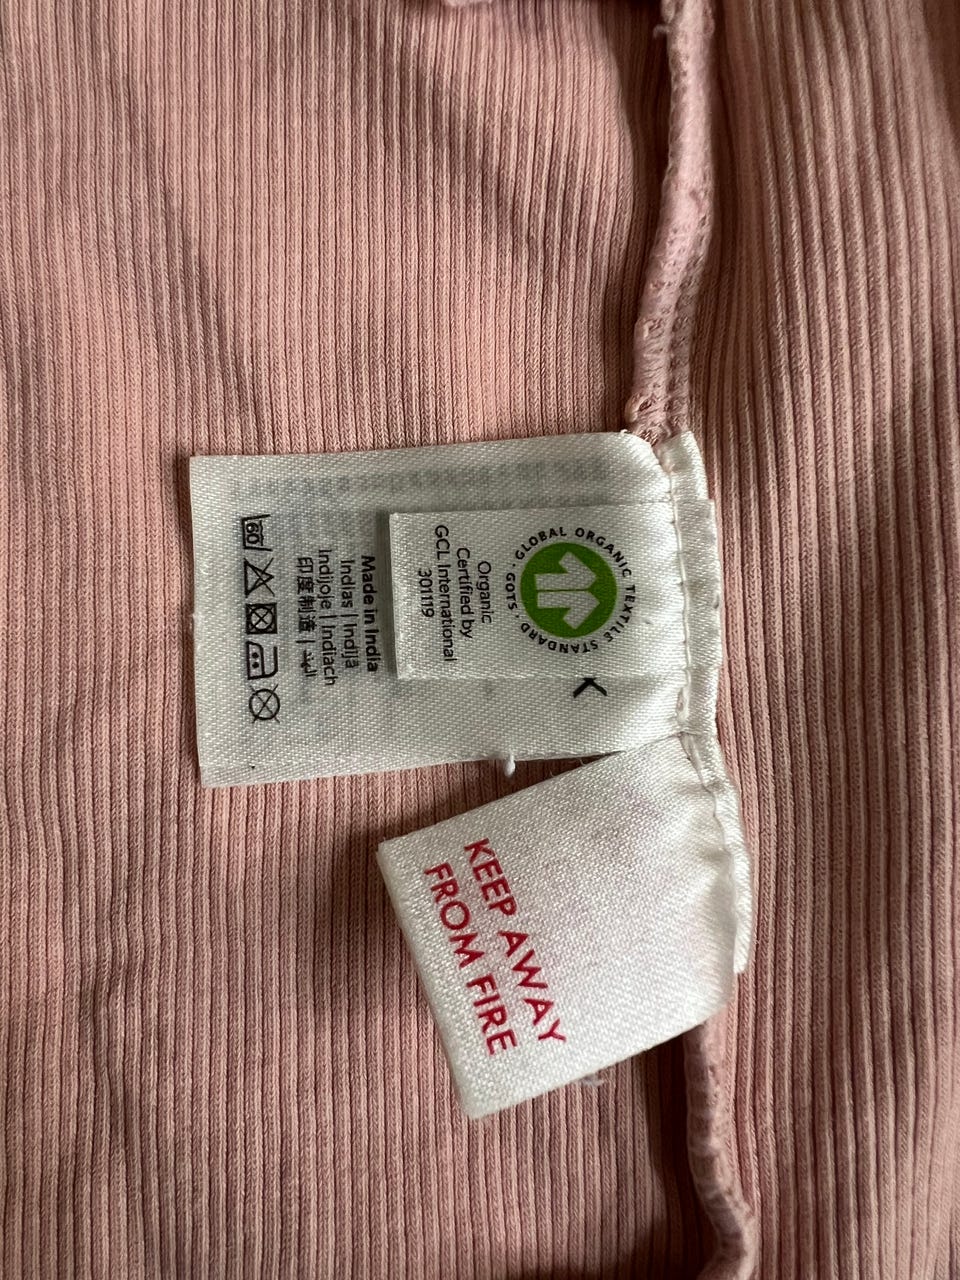 GLOBAL ORGANIC TEXTILE STANDARD · GOTS ·
Organic
Certified by
GCL International
301119
K
Made in India
Indias | Indija
Indijoje | Indiach
印度制造 | الهند
60
KEEP AWAY
FROM FIRE